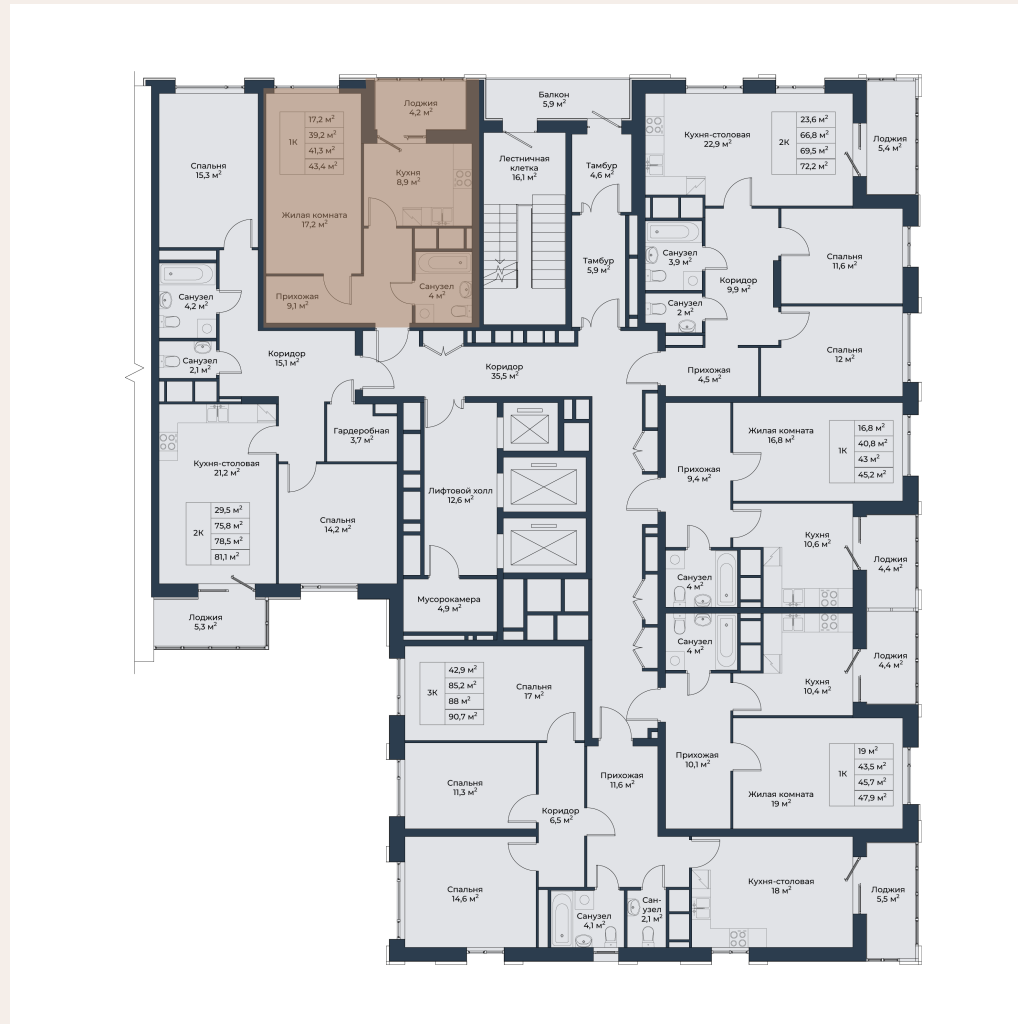 Спальня
15,3 м²
1К
17,2 м²
39,2 м²
41,3 м²
43,4 м²
Жилая комната
17,2 м²
Лоджия
4,2 м²
Кухня
8,9 м²
Прихожая
9,1 м²
Санузел
4 м²
Лестничная
клетка
16,1 м²
Балкон
5,9 м²
Тамбур
4,6 м²
Тамбур
5,9 м²
Кухня-столовая
22,9 м²
2К
23,6 м²
66,8 м²
69,5 м²
72,2 м²
Лоджия
5,4 м²
Санузел
3,9 м²
Санузел
2 м²
Коридор
9,9 м²
Спальня
11,6 м²
Спальня
12 м²
Прихожая
4,5 м²
Санузел
4,2 м²
Санузел
2,1 м²
Коридор
15,1 м²
Коридор
35,5 м²
Гардеробная
3,7 м²
Кухня-столовая
21,2 м²
2К
29,5 м²
75,8 м²
78,5 м²
81,1 м²
Спальня
14,2 м²
Лоджия
5,3 м²
Лифтовой холл
12,6 м²
Мусорокамера
4,9 м²
Жилая комната
16,8 м²
1К
16,8 м²
40,8 м²
43 м²
45,2 м²
Прихожая
9,4 м²
Кухня
10,6 м²
Лоджия
4,4 м²
Санузел
4 м²
Санузел
4 м²
Лоджия
4,4 м²
Кухня
10,4 м²
Прихожая
10,1 м²
Жилая комната
19 м²
1К
19 м²
43,5 м²
45,7 м²
47,9 м²
3К
42,9 м²
85,2 м²
88 м²
90,7 м²
Спальня
17 м²
Спальня
11,3 м²
Коридор
6,5 м²
Прихожая
11,6 м²
Спальня
14,6 м²
Санузел
4,1 м²
Сан-
узел
2,1 м²
Кухня-столовая
18 м²
Лоджия
5,5 м²